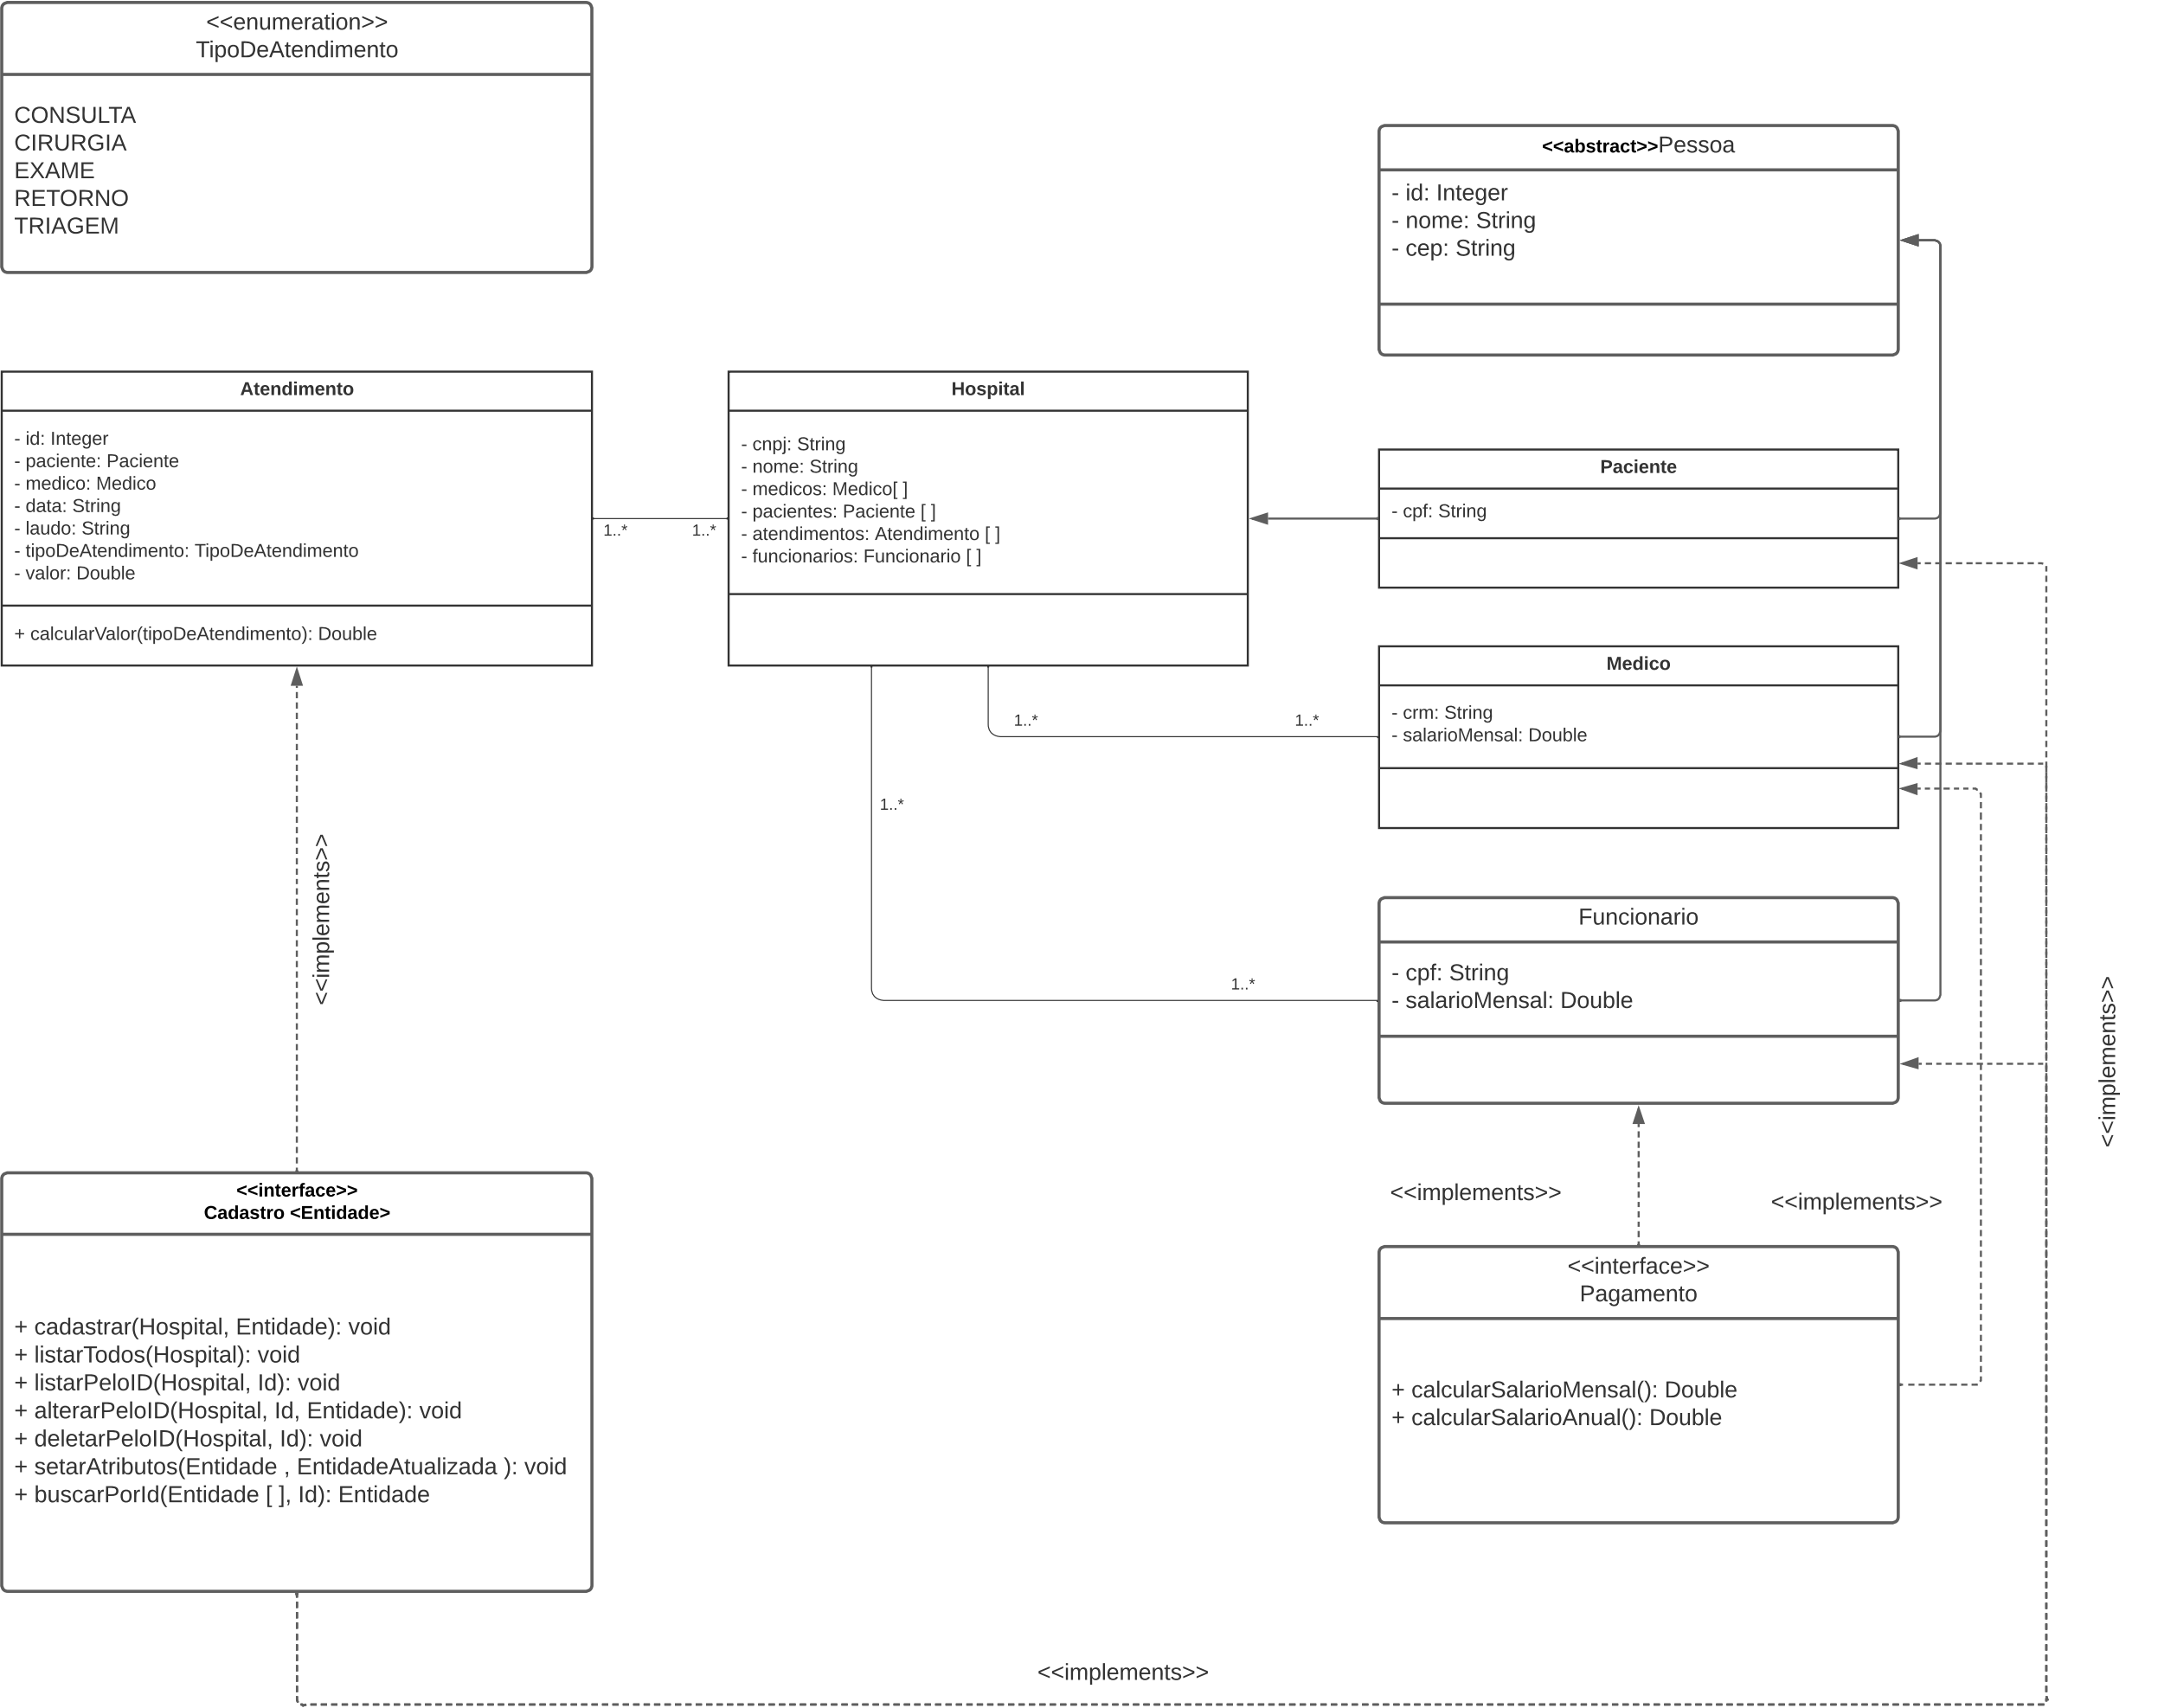 <<enumeration>>
TipoDeAtendimento
CONSULTA
CIRURGIA
EXAME
RETORNO
TRIAGEM
<<abstract>>Pessoa
- id: Integer
- nome: String
- cep: String
Atendimento
- id: Integer
- paciente: Paciente
- medico: Medico
- data: String
- laudo: String
- tipoDeAtendimento: TipoDeAtendimento
- valor: Double
+ calcularValor(tipoDeAtendimento): Double
1..*
1..*
Hospital
- cnpj: String
- nome: String
- medicos: Medico[ ]
- pacientes: Paciente [ ]
- atendimentos: Atendimento [ ]
- funcionarios: Funcionario [ ]
Paciente
- cpf: String
Medico
- crm: String
- salarioMensal: Double
1..*
1..*
1..*
1..*
Funcionario
- cpf: String
- salarioMensal: Double
<<implements>>
<<implements>>
<<implements>>
<<implements>>
<<interface>>
Cadastro <Entidade>
+ cadastrar(Hospital, Entidade): void
+ listarTodos(Hospital): void
+ listarPeloID(Hospital, Id): void
+ alterarPeloID(Hospital, Id, Entidade): void
+ deletarPeloID(Hospital, Id): void
+ setarAtributos(Entidade , EntidadeAtualizada ): void
+ buscarPorId(Entidade [ ], Id): Entidade
<<interface>>
Pagamento
+ calcularSalarioMensal(): Double
+ calcularSalarioAnual(): Double
<<implements>>